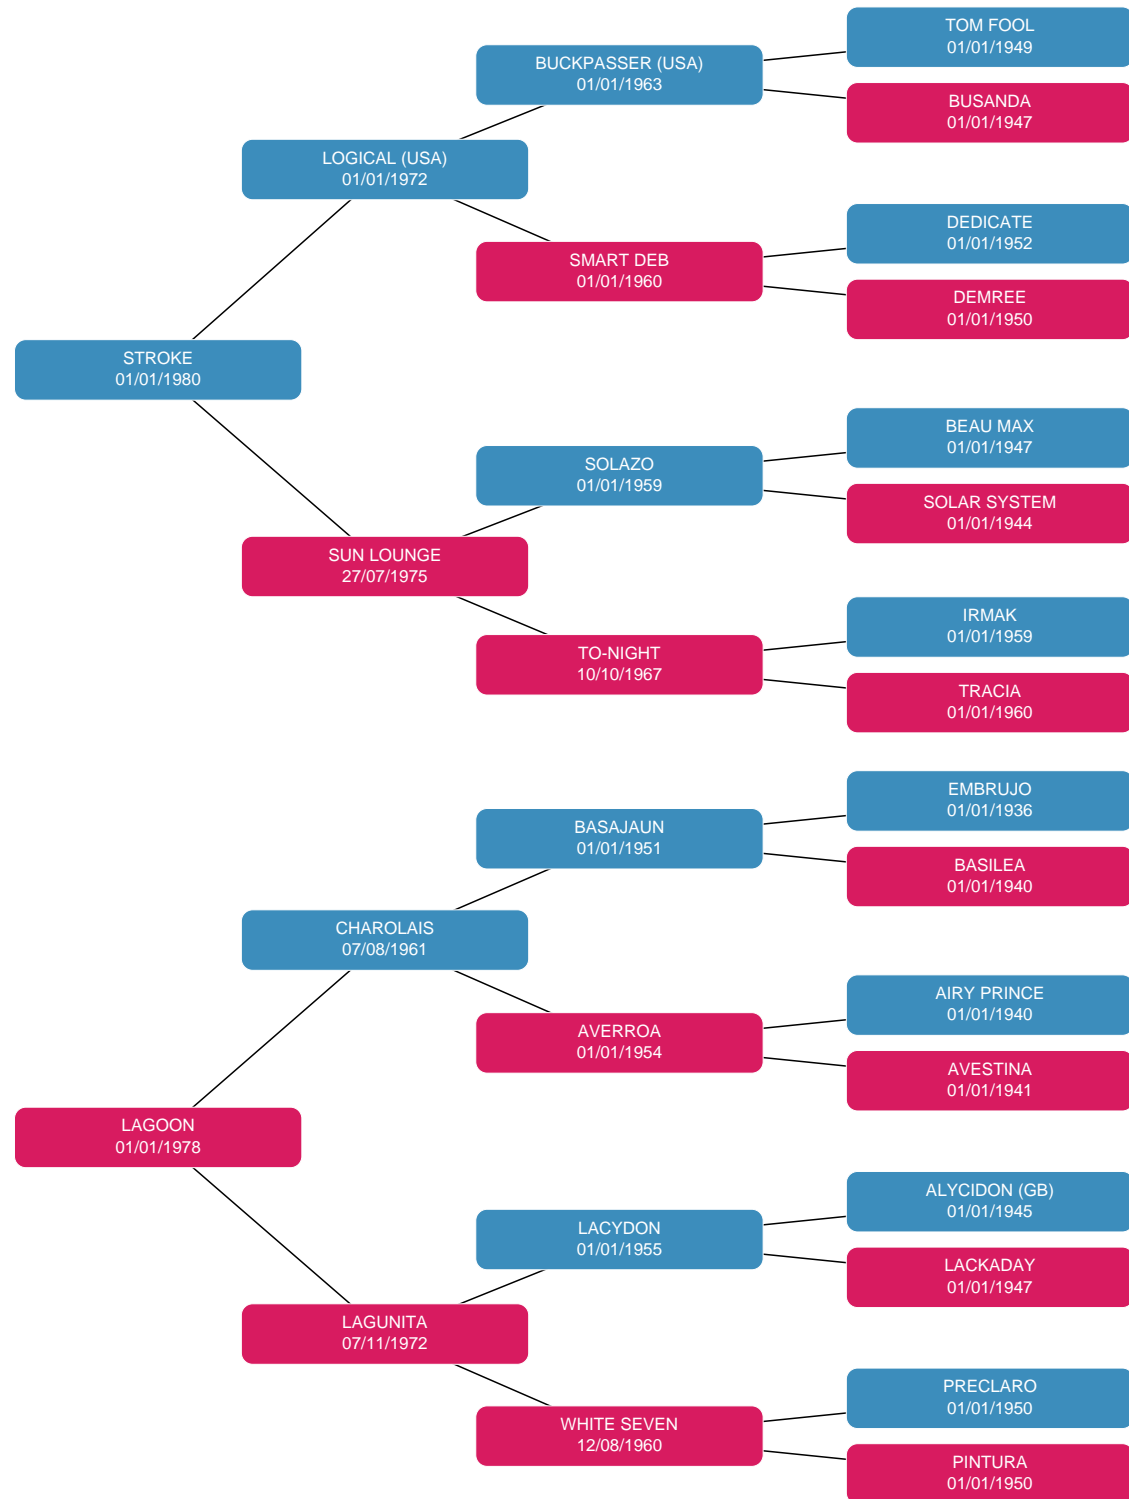 TOM FOOL
01/01/1949
BUCKPASSER (USA)
01/01/1963
BUSANDA
01/01/1947
LOGICAL (USA)
01/01/1972
DEDICATE
01/01/1952
SMART DEB
01/01/1960
DEMREE
01/01/1950
STROKE
01/01/1980
BEAU MAX
01/01/1947
SOLAZO
01/01/1959
SOLAR SYSTEM
01/01/1944
SUN LOUNGE
27/07/1975
IRMAK
01/01/1959
TO-NIGHT
10/10/1967
TRACIA
01/01/1960
EMBRUJO
01/01/1936
BASAJAUN
01/01/1951
BASILEA
01/01/1940
CHAROLAIS
07/08/1961
AIRY PRINCE
01/01/1940
AVERROA
01/01/1954
AVESTINA
01/01/1941
LAGOON
01/01/1978
ALYCIDON (GB)
01/01/1945
LACYDON
01/01/1955
LACKADAY
01/01/1947
LAGUNITA
07/11/1972
PRECLARO
01/01/1950
WHITE SEVEN
12/08/1960
PINTURA
01/01/1950